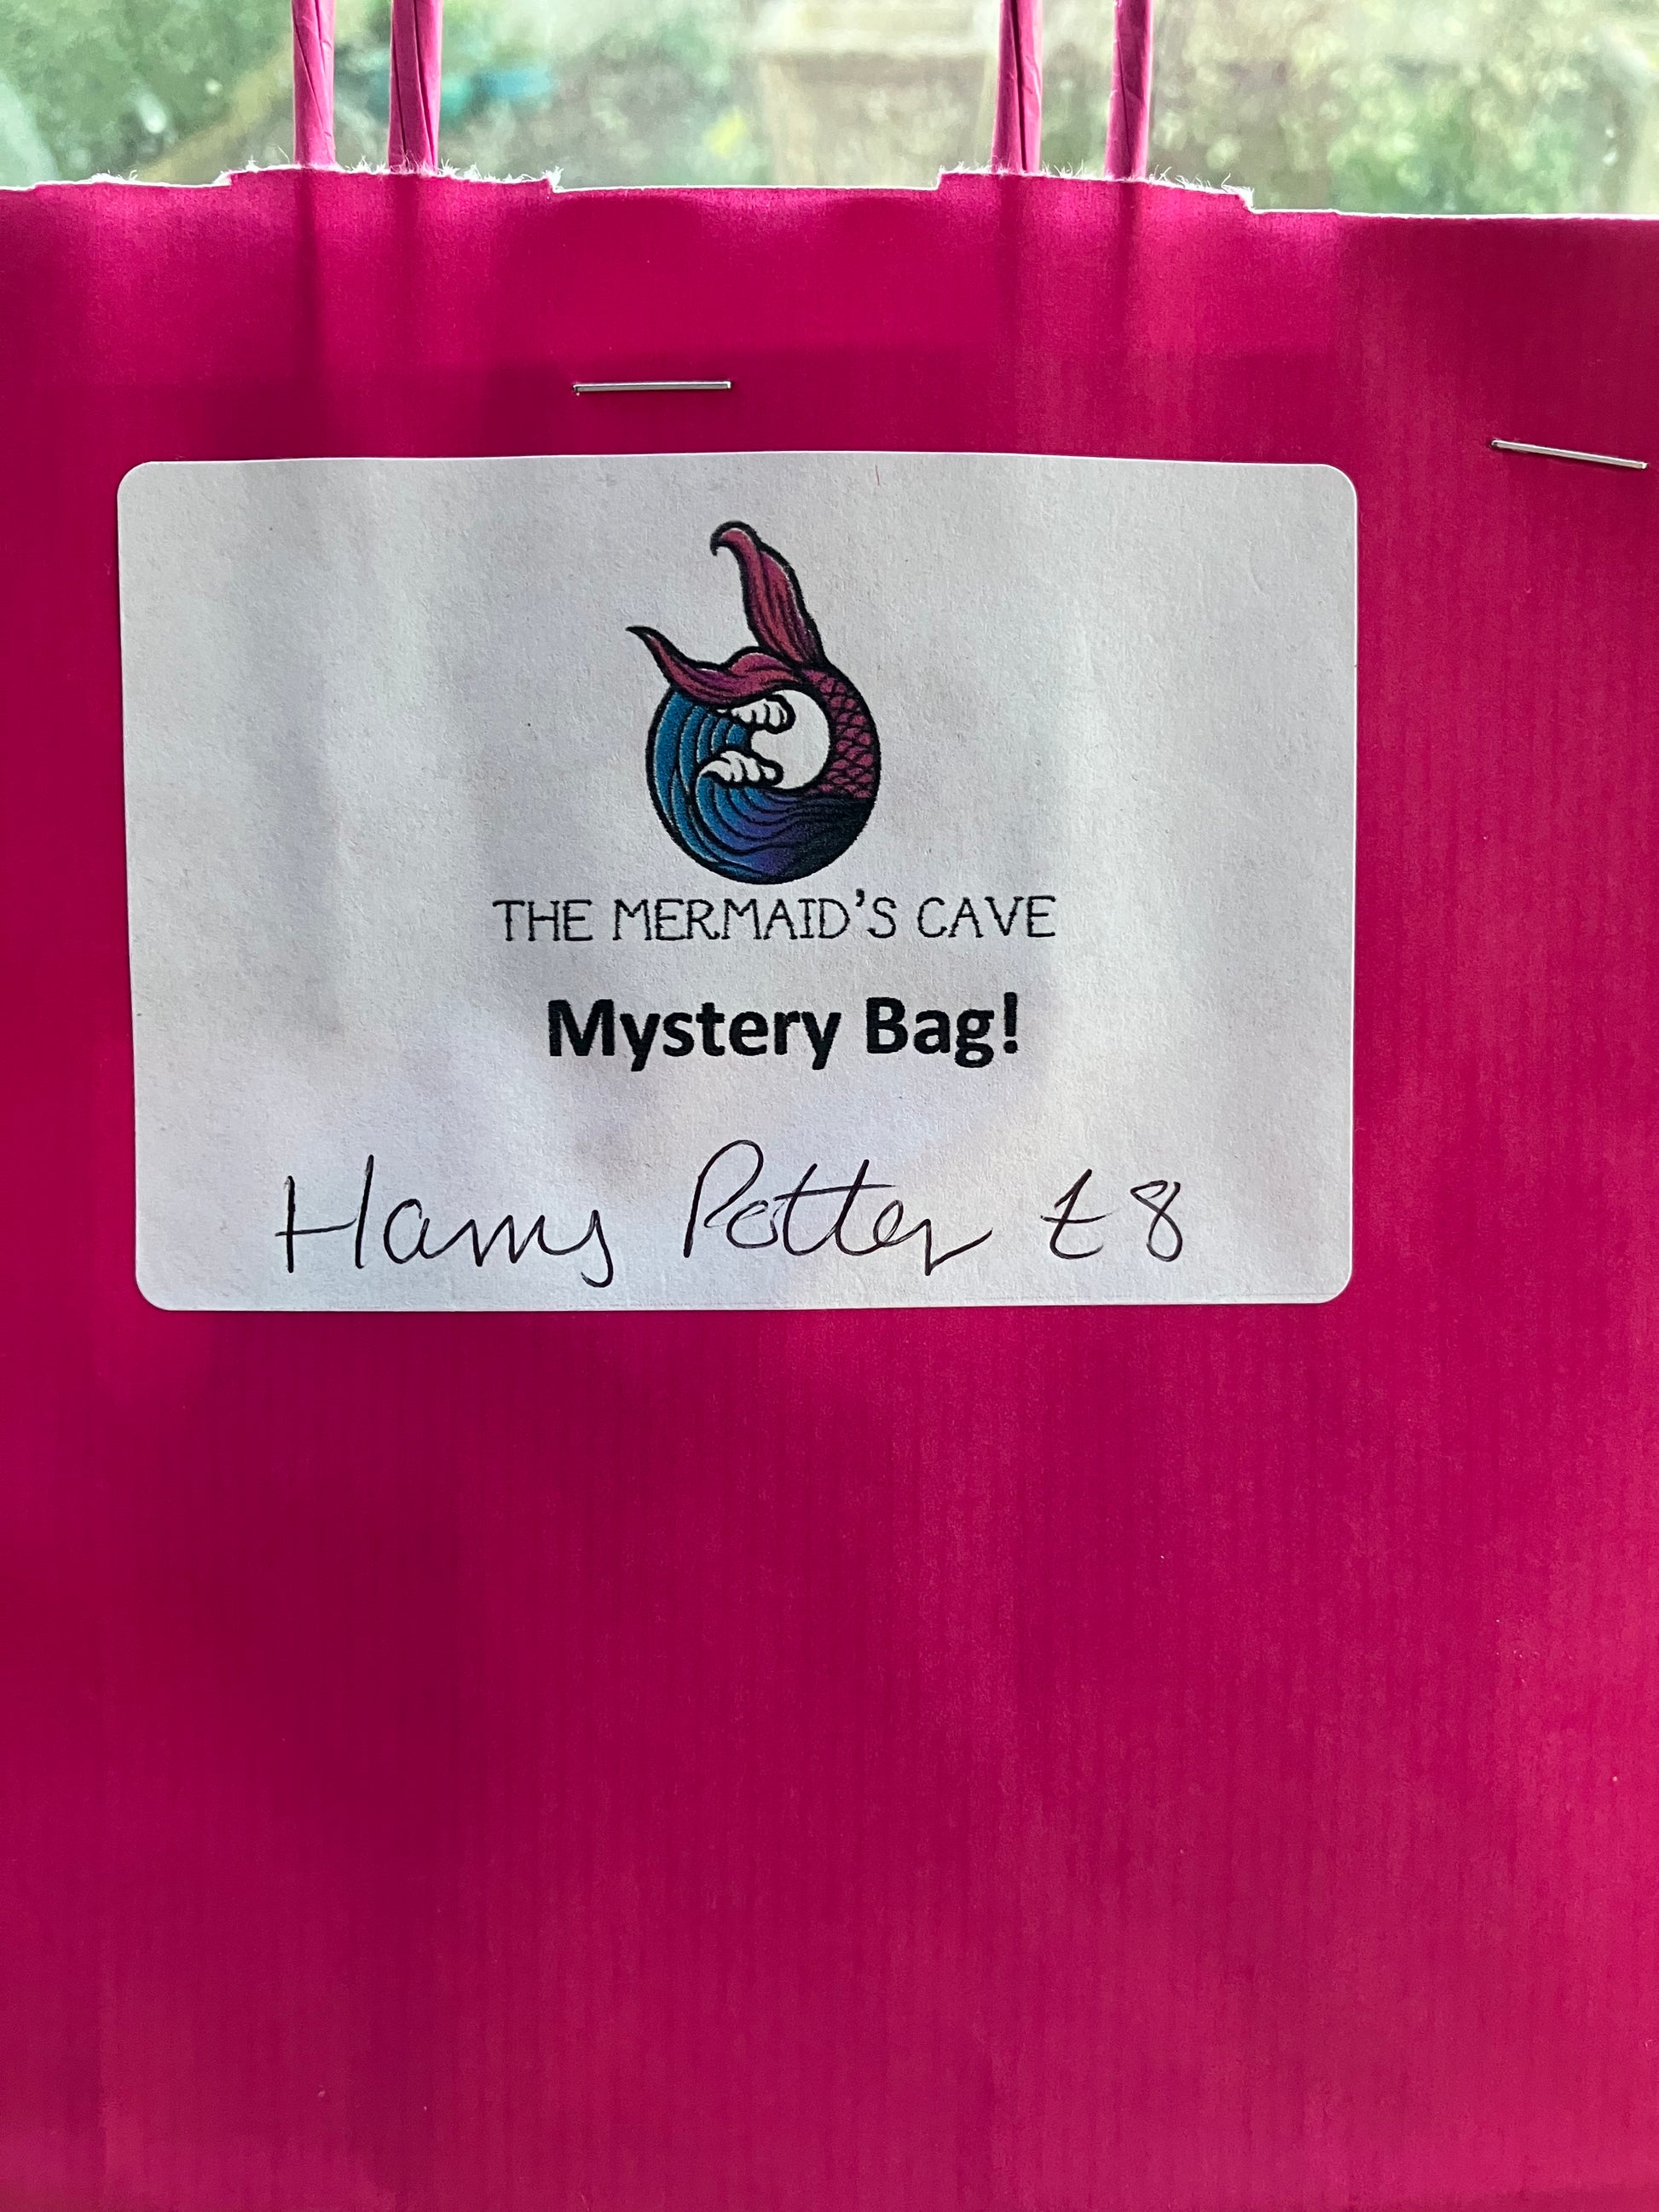 THE MERMAID'S CAVE
Mystery Bag!
Harry Potter £8